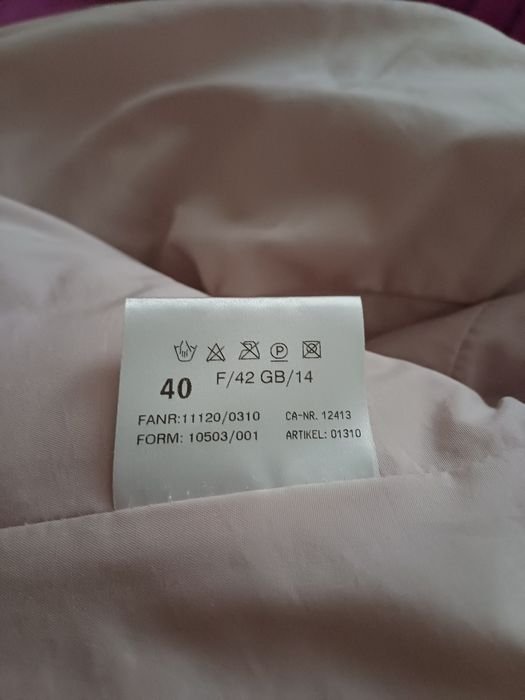 P
40 F/42 GB/14
FANR:11120/0310 CA-NR. 12413
FORM: 10503/001 ARTIKEL: 01310